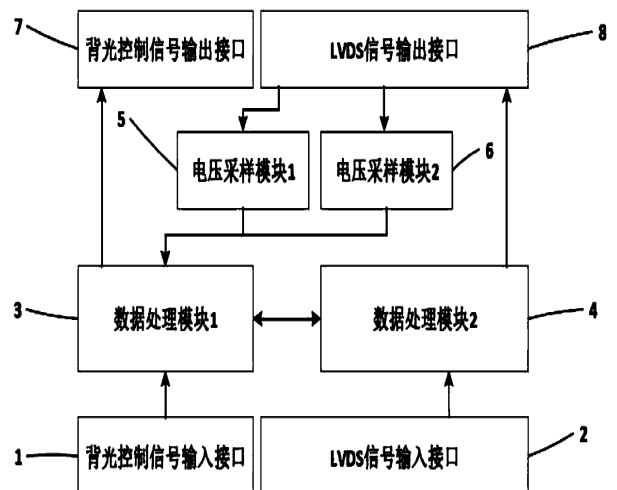 7
背光控制信号输出接口
LVDS信号输出接口
8
5
电压采样模块1
电压采样模块2
6
3
数据处理模块1
数据处理模块2
4
1
背光控制信号输入接口
LVDS信号输入接口
2